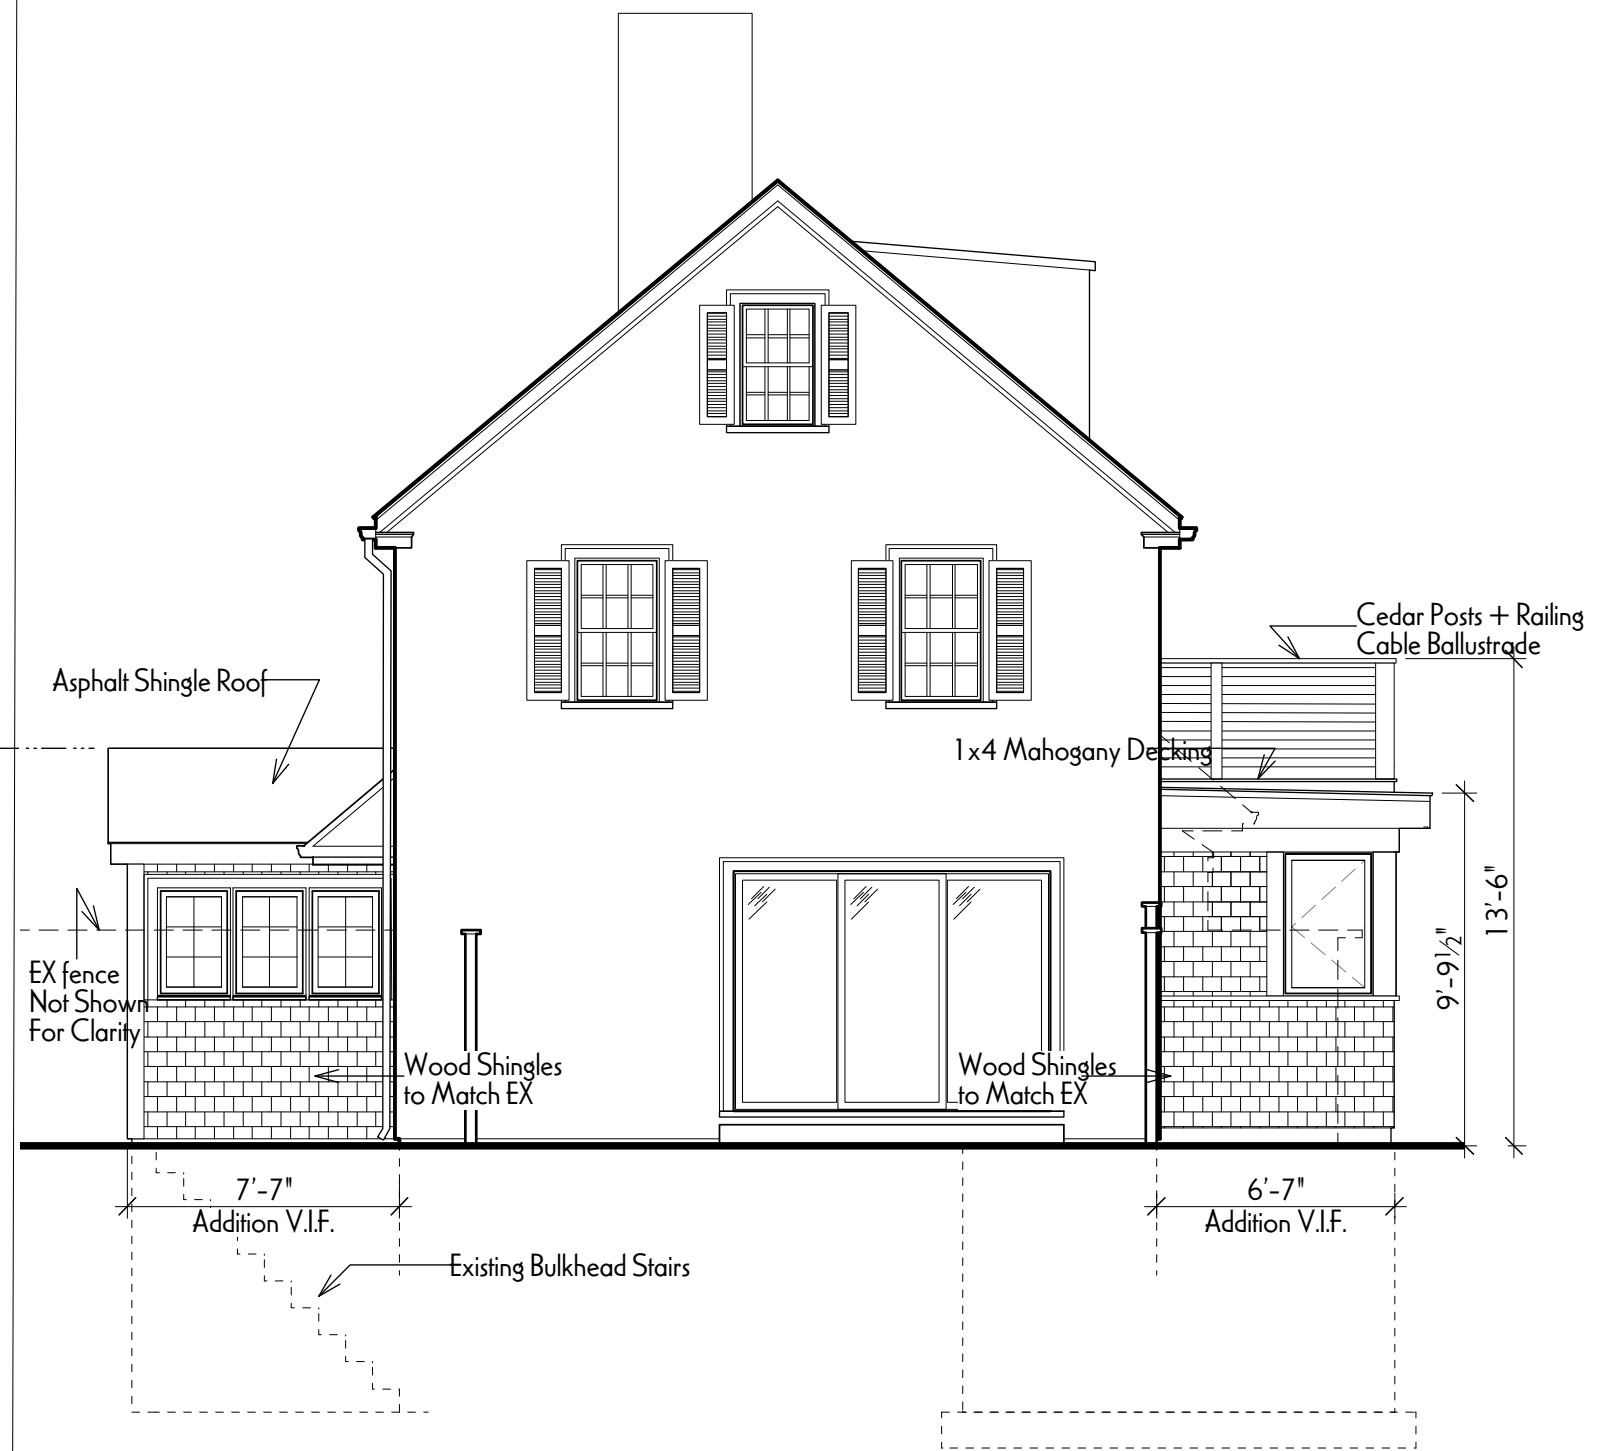 Cedar Posts + Railing
Cable Ballustrade
Asphalt Shingle Roof
1x4 Mahogany Decking
13'-6"
9'-9½"
EX fence
Not Shown
For Clarity
Wood Shingles
to Match EX
Wood Shingles
to Match EX
7'-7"
Addition V.I.F.
6'-7"
Addition V.I.F.
Existing Bulkhead Stairs